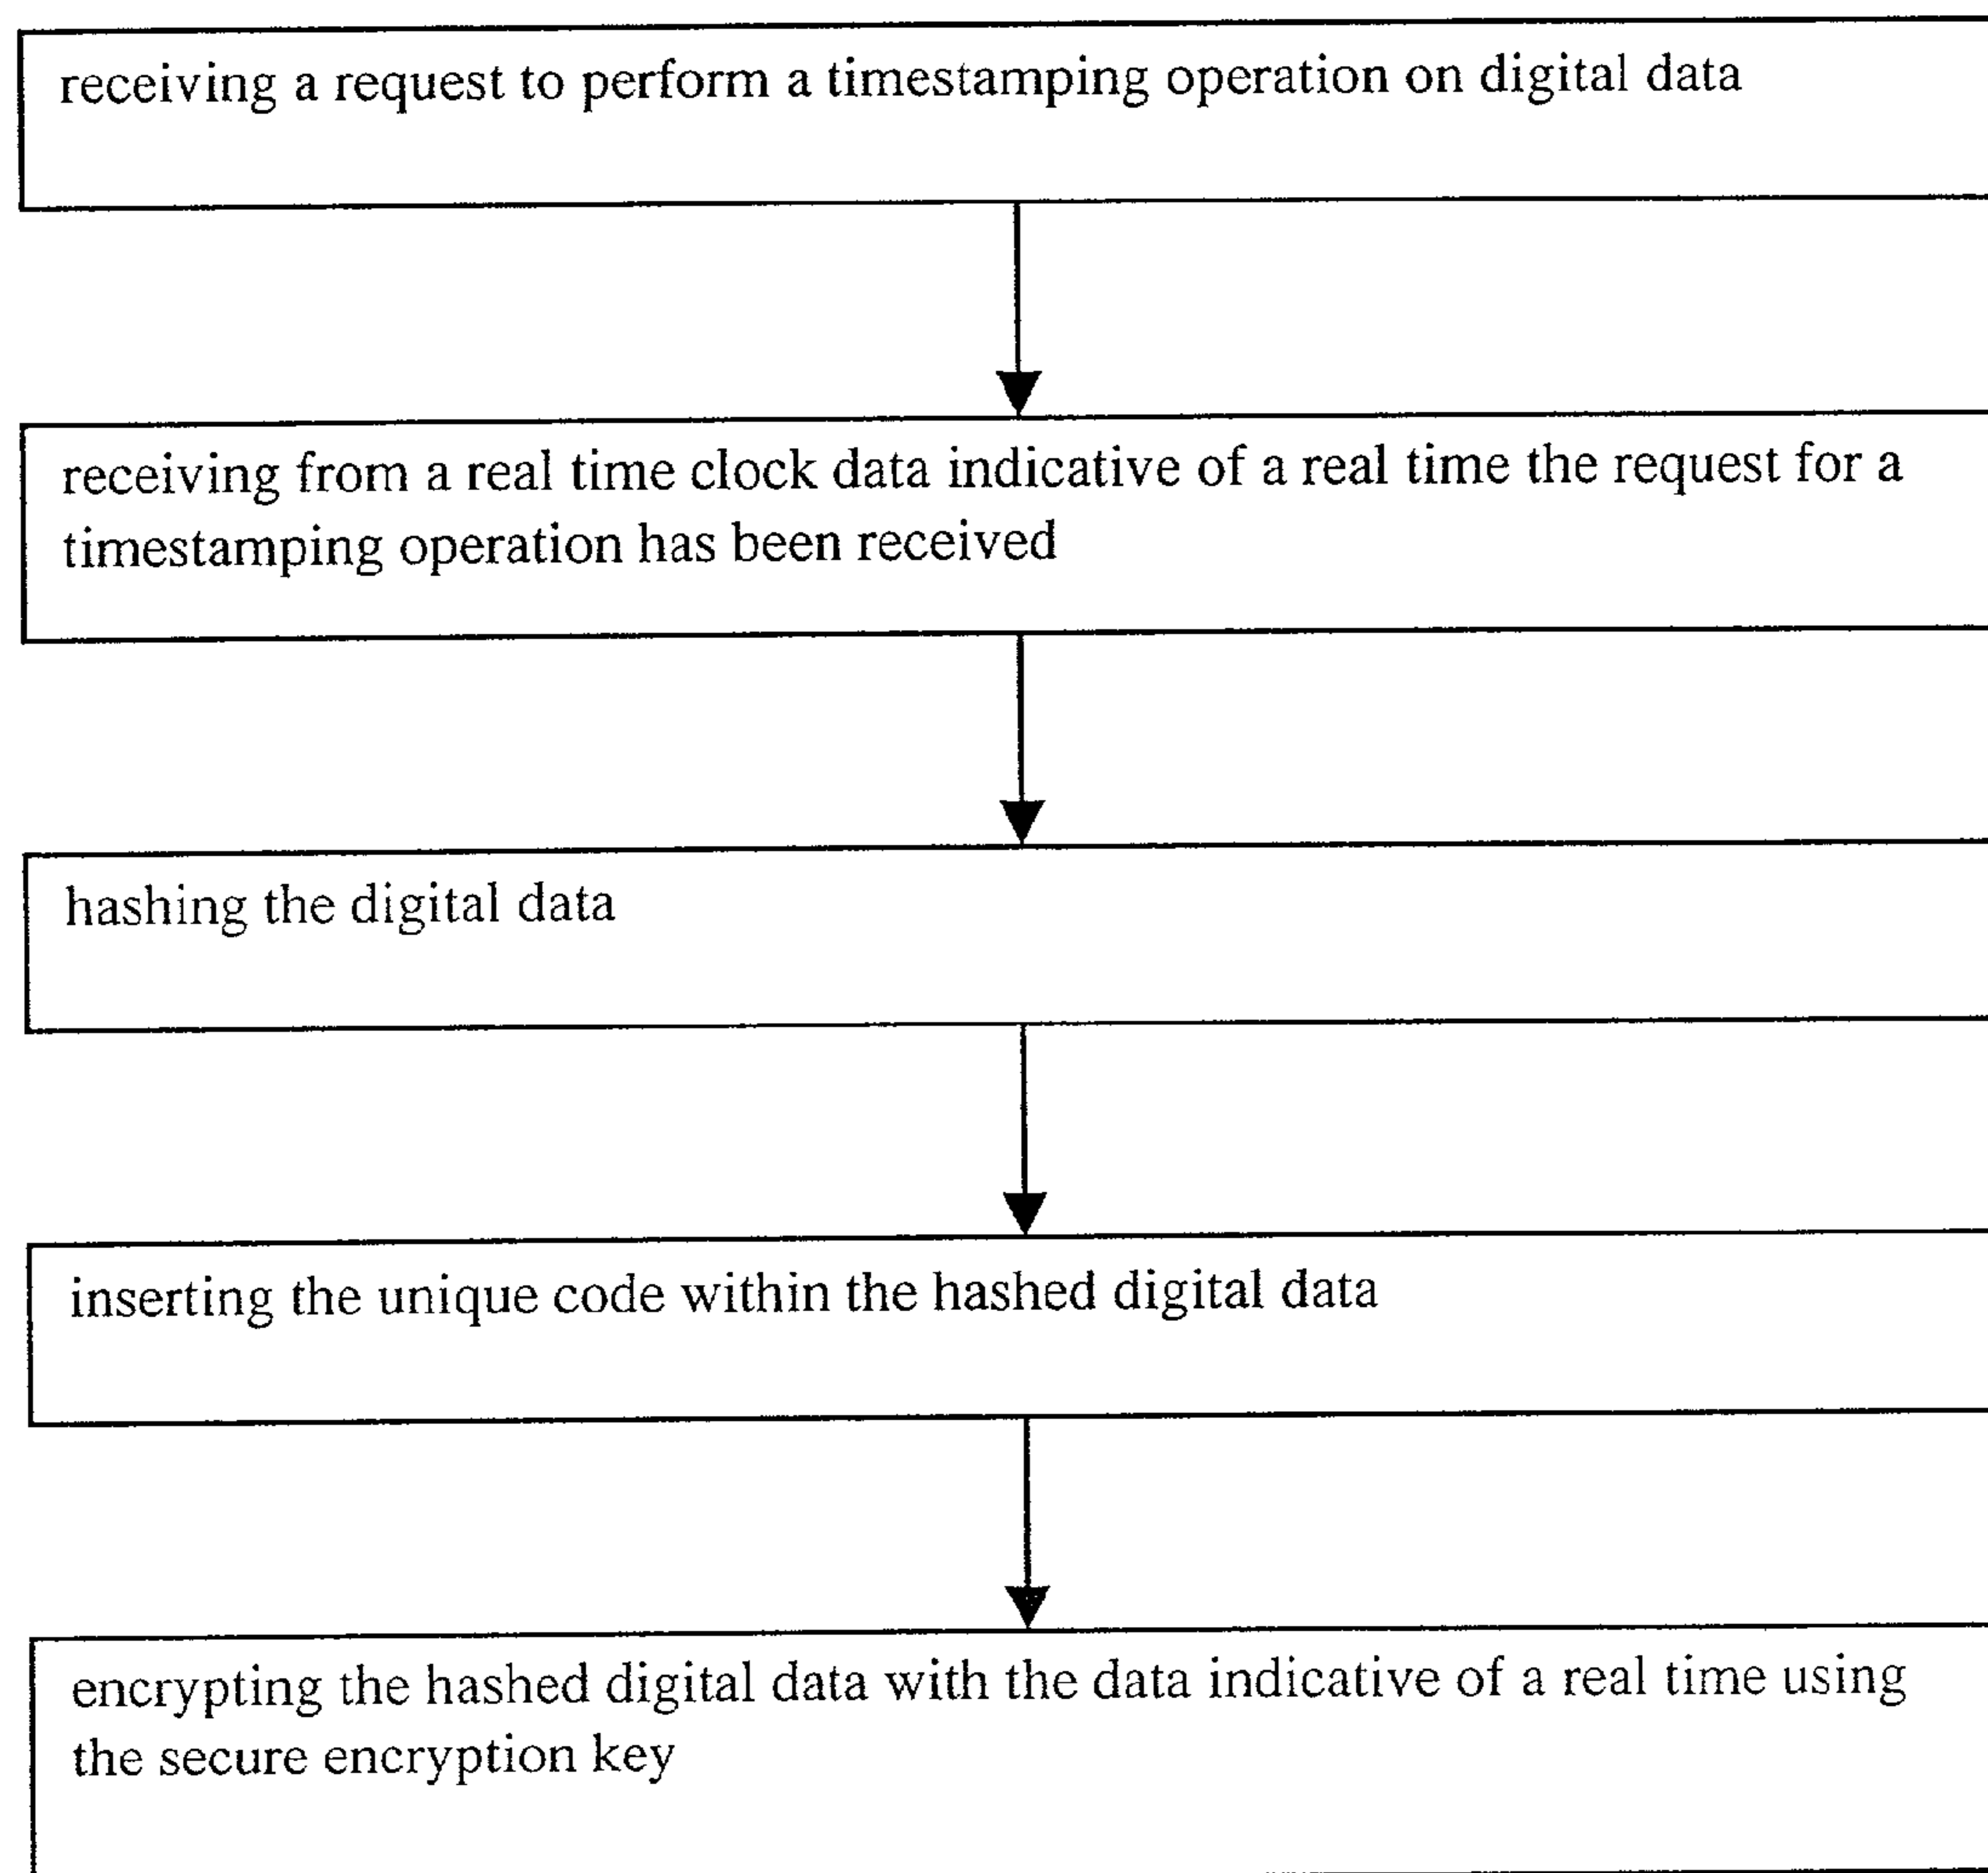 receiving a request to perform a timestamping operation on digital data
receiving from a real time clock data indicative of a real time the request for a
timestamping operation has been received
hashing the digital data
inserting the unique code within the hashed digital data
encrypting the hashed digital data with the data indicative of a real time using
the secure encryption key